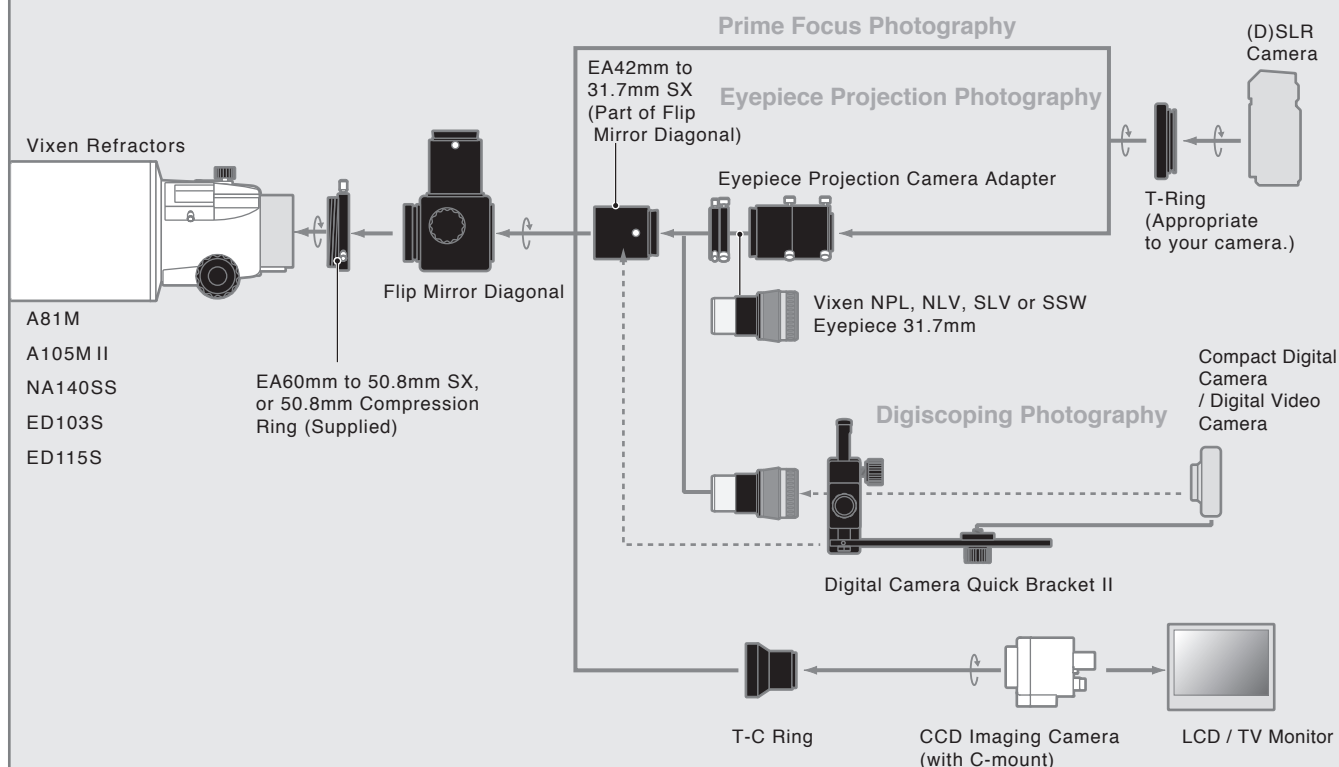 Prime Focus Photography
(D)SLR
Camera
EA42mm to
31.7mm SX
(Part of Flip
Mirror Diagonal)
Eyepiece Projection Photography
Vixen Refractors
Eyepiece Projection Camera Adapter
T-Ring
(Appropriate
to your camera.)
Flip Mirror Diagonal
Vixen NPL, NLV, SLV or SSW
Eyepiece 31.7mm
A81M
A105M II
NA140SS
ED103S
ED115S
EA60mm to 50.8mm SX,
or 50.8mm Compression
Ring (Supplied)
Compact Digital
Camera
/ Digital Video
Camera
Digiscoping Photography
Digital Camera Quick Bracket II
T-C Ring
CCD Imaging Camera
(with C-mount)
LCD / TV Monitor